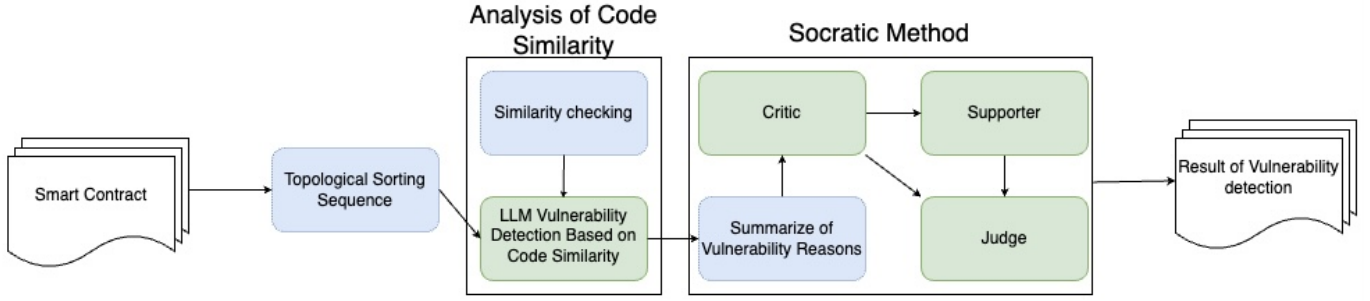 Analysis of Code
Similarity
Socratic Method
Similarity checking
Critic
Supporter
Smart Contract
Topological Sorting
Sequence
LLM Vulnerability
Detection Based on
Code Similarity
Summarize of
Vulnerability Reasons
Judge
Result of Vulnerability
detection